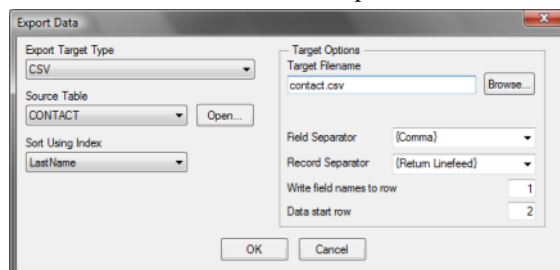 Export Data
Export Target Type
CSV
Source Table
CONTACT
Open...
Sort Using Index
LastName
Target Options
Target Filename
contact.csv
Browse...
Field Separator
{Comma}
Record Separator
{Return Linefeed}
Write field names to row
1
Data start row
2
OK
Cancel